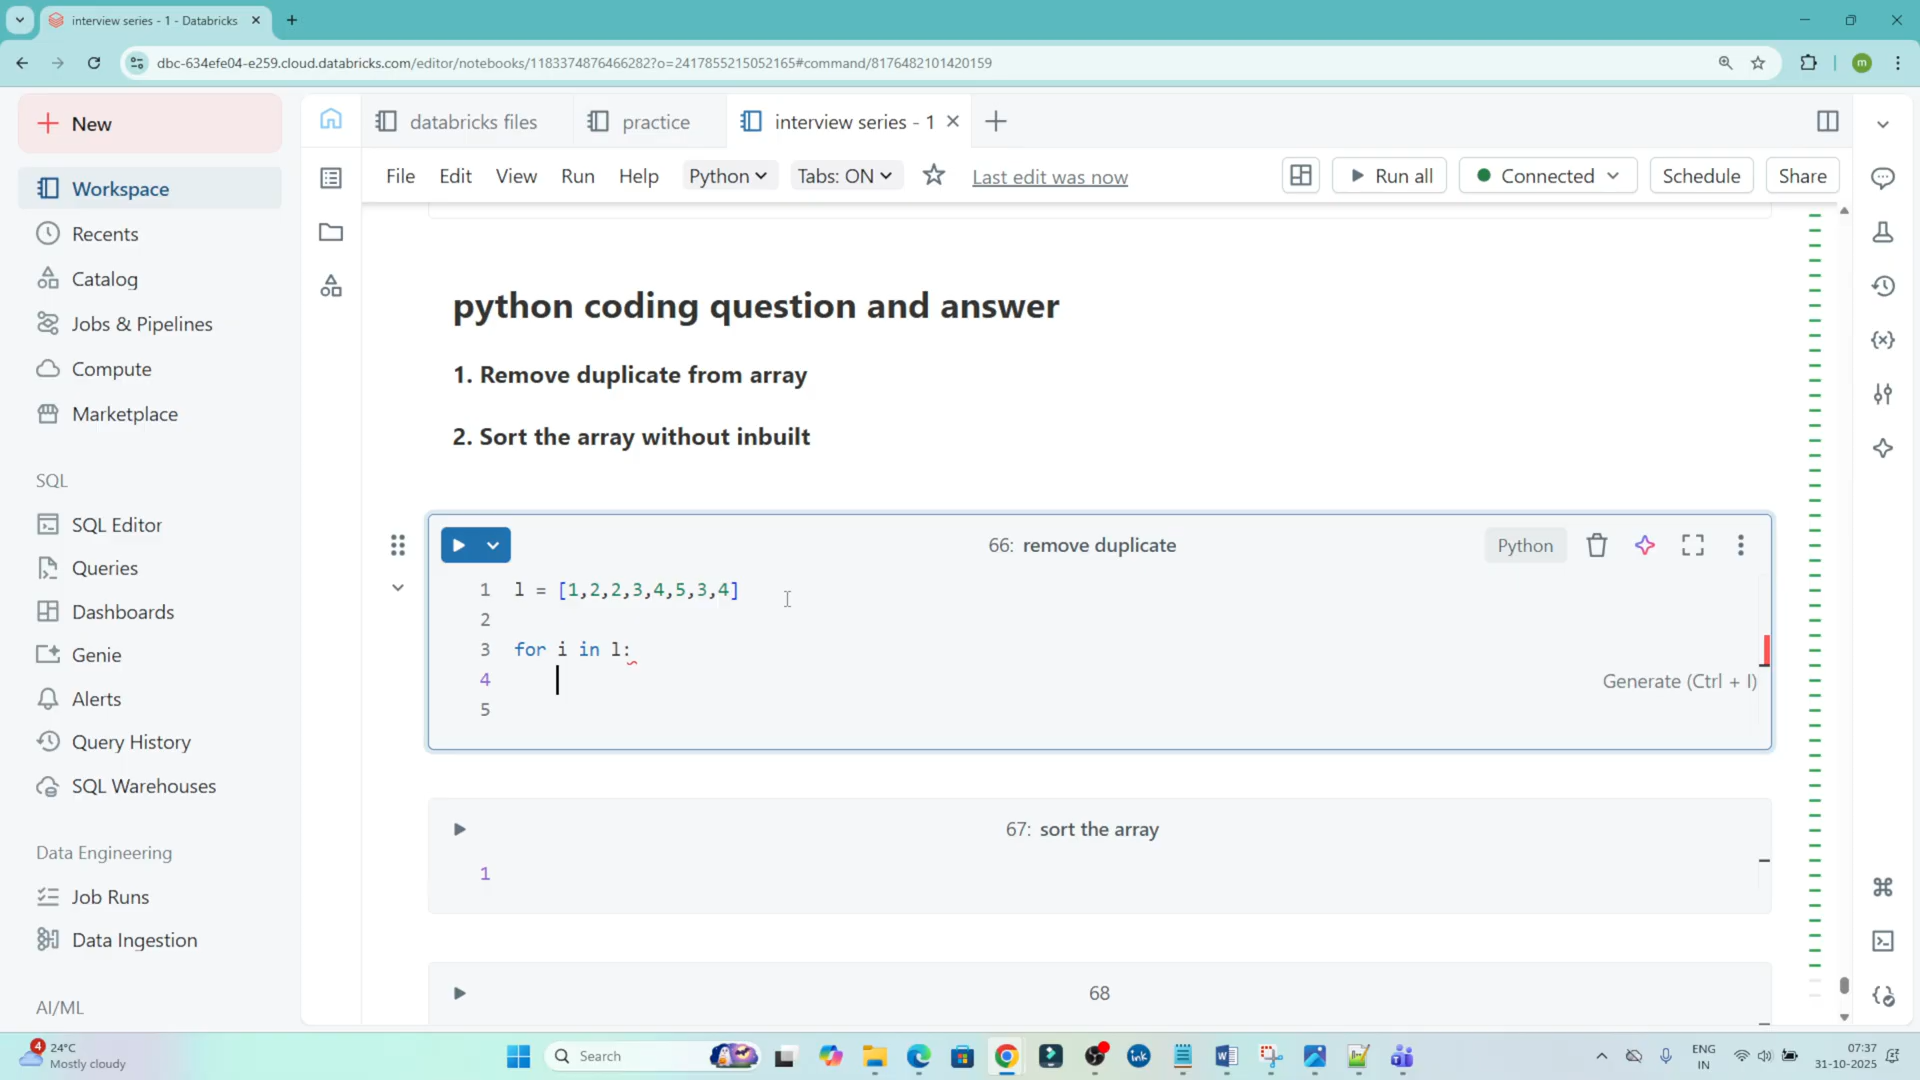 interview series - 1 - Databricks
dbc-634efe04-e259.cloud.databricks.com/editor/notebooks/1183374876466282?o=2417855215052165#command/8176482101420159
m
New
Workspace
Recents
Catalog
Jobs & Pipelines
Compute
Marketplace
SQL
SQL Editor
Queries
Dashboards
Genie
Alerts
Query History
SQL Warehouses
Data Engineering
Job Runs
Data Ingestion
AI/ML
databricks files
practice
interview series - 1
File Edit View Run Help Python Tabs: ON Last edit was now
Run all Connected Schedule Share
python coding question and answer
1. Remove duplicate from array
2. Sort the array without inbuilt
66: remove duplicate
Python
1 l = [1,2,2,3,4,5,3,4]
2
3 for i in l:
4
Generate (Ctrl + I)
5
67: sort the array
1
68
4
24°C
Mostly cloudy
Search
ink
ENG
IN
07:37
31-10-2025